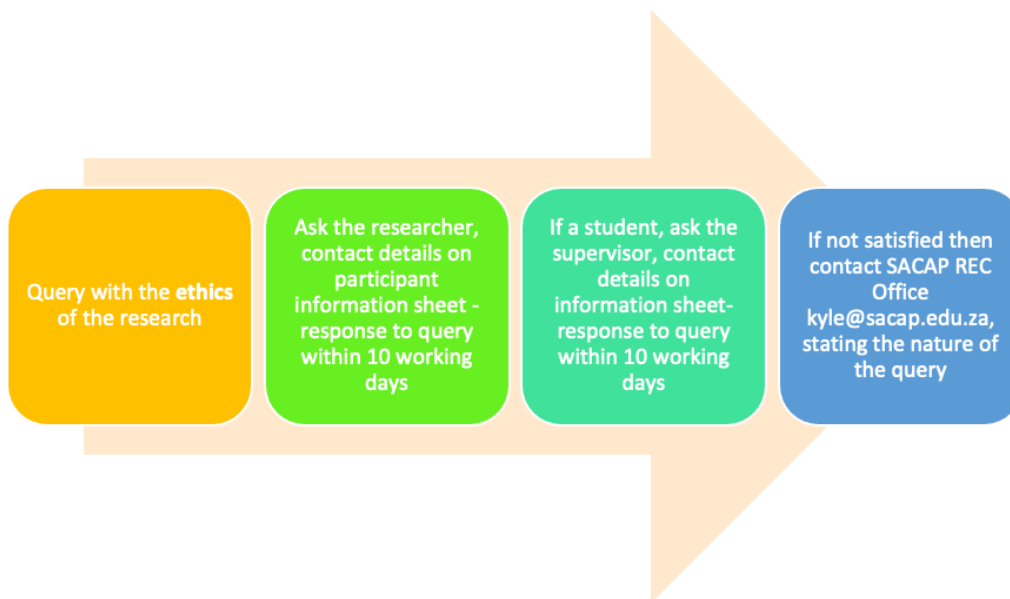 Query with the ethics
of the research
Ask the researcher,
contact details on
participant
information sheet -
response to query
within 10 working
days
If a student, ask the
supervisor, contact
details on
information sheet-
response to query
within 10 working
days
If not satisfied then
contact SACAP REC
Office
kyle@sacap.edu.za,
stating the nature of
the query